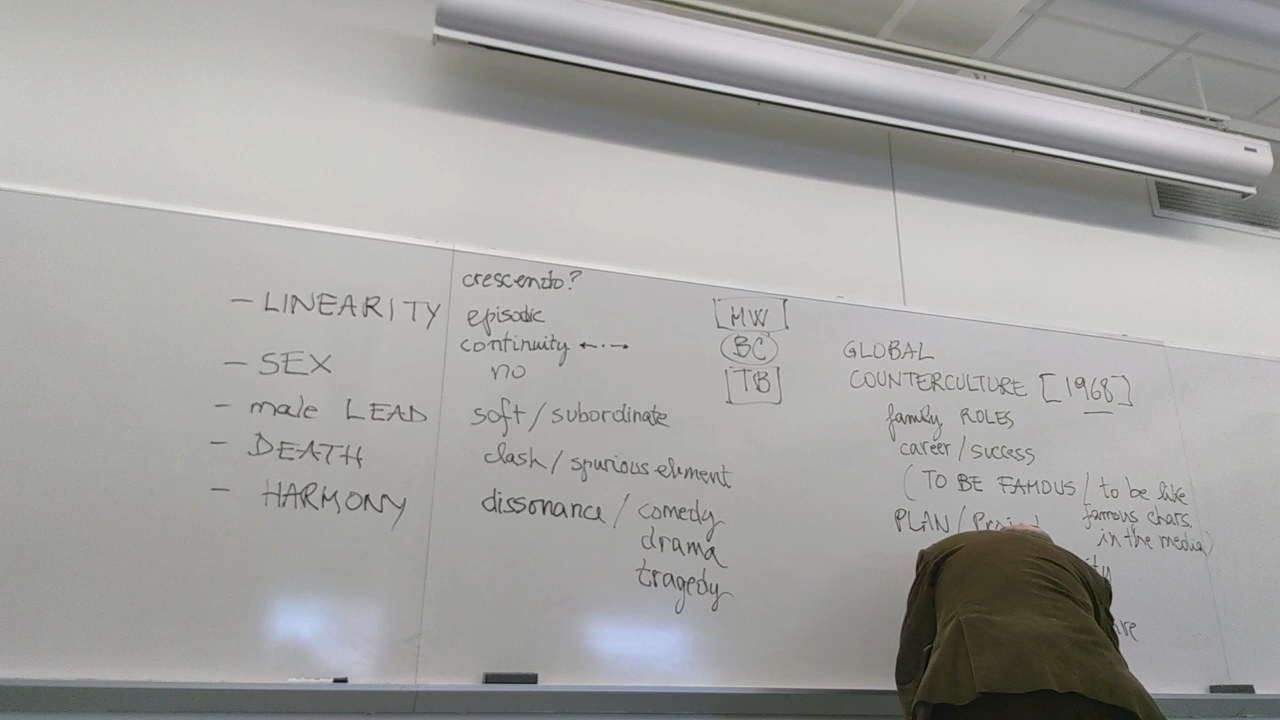 - LINEARITY
- SEX
- male LEAD
- DEATH
- HARMONY
crescendo?
episodic
continuity
no
soft / subordinate
clash / spurious element
dissonance / comedy
drama
tragedy
MW
BC
TB
GLOBAL
COUNTERCULTURE [1968]
family ROLES
career / success
(TO BE FAMOUS / to be like
famous chars.
in the media)
PLAN /